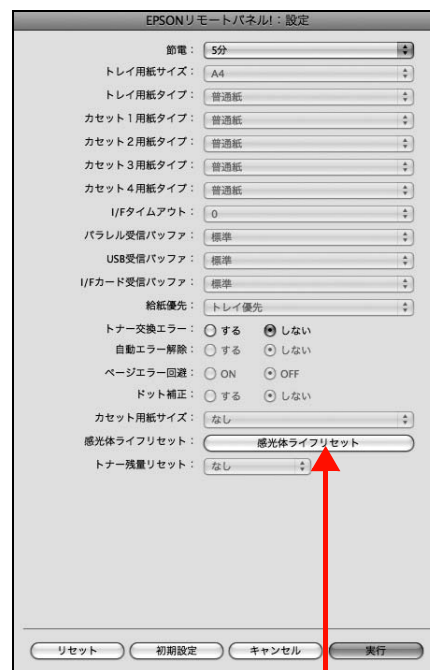 EPSONリモートパネル!：設定
節電： 5分
トレイ用紙サイズ： A4
トレイ用紙タイプ： 普通紙
カセット1用紙タイプ： 普通紙
カセット2用紙タイプ： 普通紙
カセット3用紙タイプ： 普通紙
カセット4用紙タイプ： 普通紙
I/Fタイムアウト： 0
パラレル受信バッファ： 標準
USB受信バッファ： 標準
I/Fカード受信バッファ： 標準
給紙優先： トレイ優先
トナー交換エラー： する しない
自動エラー解除： する しない
ページエラー回避： ON OFF
ドット補正： する しない
カセット用紙サイズ： なし
感光体ライフリセット： 感光体ライフリセット
トナー残量リセット： なし
リセット 初期設定 キャンセル 実行